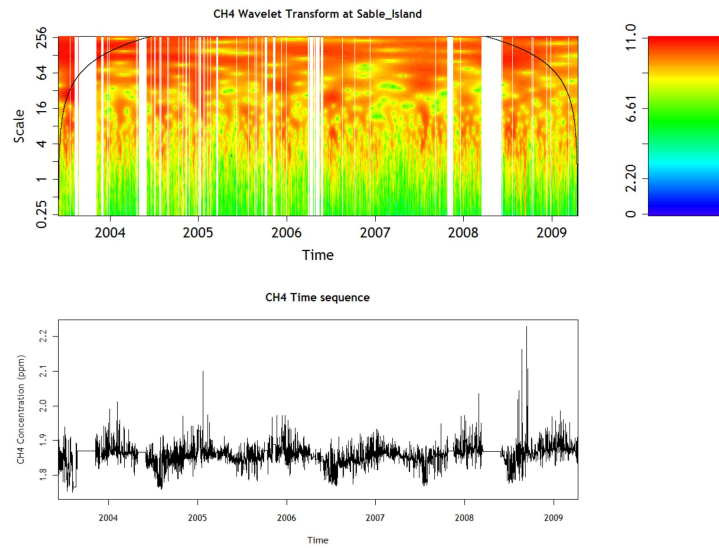 CH4 Wavelet Transform at Sable_Island
256
64
16
4
1
0.25
Scale
2004 2005 2006 2007 2008 2009
Time
11.0
6.61
2.20
0
CH4 Time sequence
2.2
2.1
2.0
1.9
1.8
CH4 Concentration (ppm)
2004 2005 2006 2007 2008 2009
Time